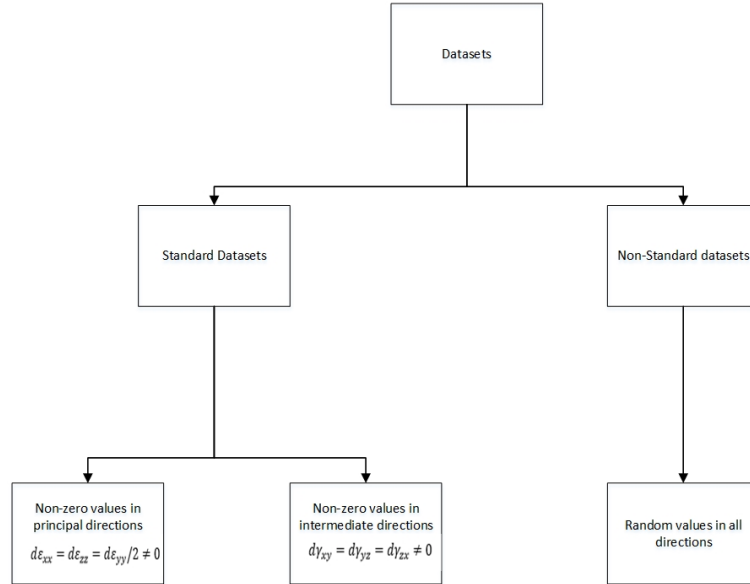 Datasets
Standard Datasets
Non-Standard datasets
Non-zero values in
principal directions
dε_xx = dε_zz = dε_yy/2 ≠ 0
Non-zero values in
intermediate directions
dγ_xy = dγ_yz = dγ_zx ≠ 0
Random values in all
directions